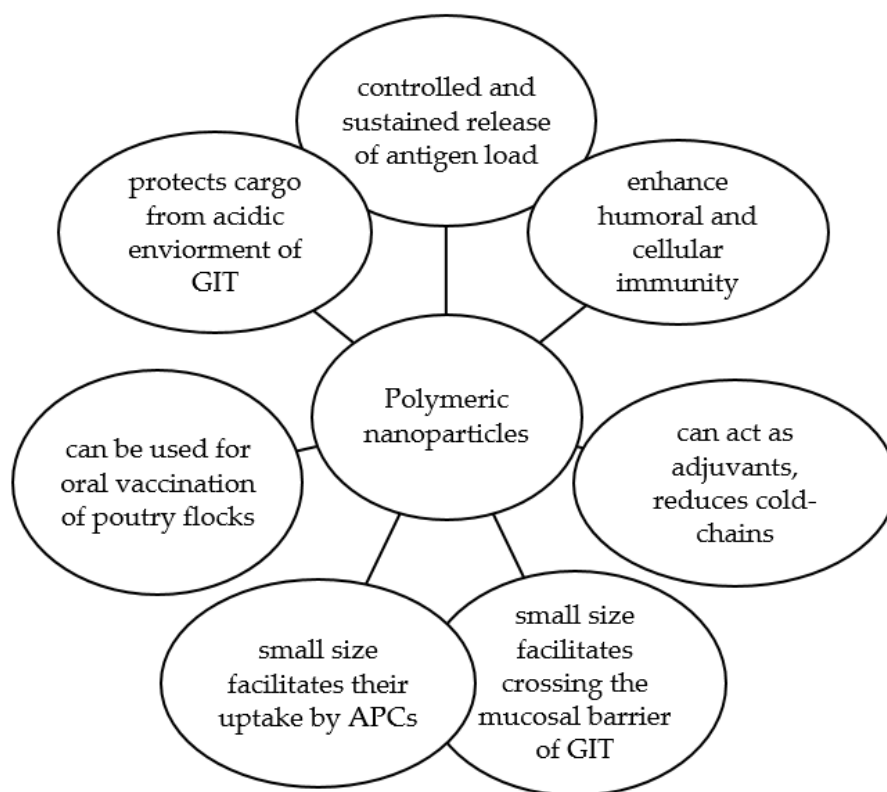 controlled and
sustained release
of antigen load
enhance
humoral and
cellular
immunity
can act as
adjuvants,
reduces cold-
chains
small size
facilitates
crossing the
mucosal barrier
of GIT
small size
facilitates their
uptake by APCs
can be used for
oral vaccination
of poutry flocks
protects cargo
from acidic
enviorment of
GIT
Polymeric
nanoparticles